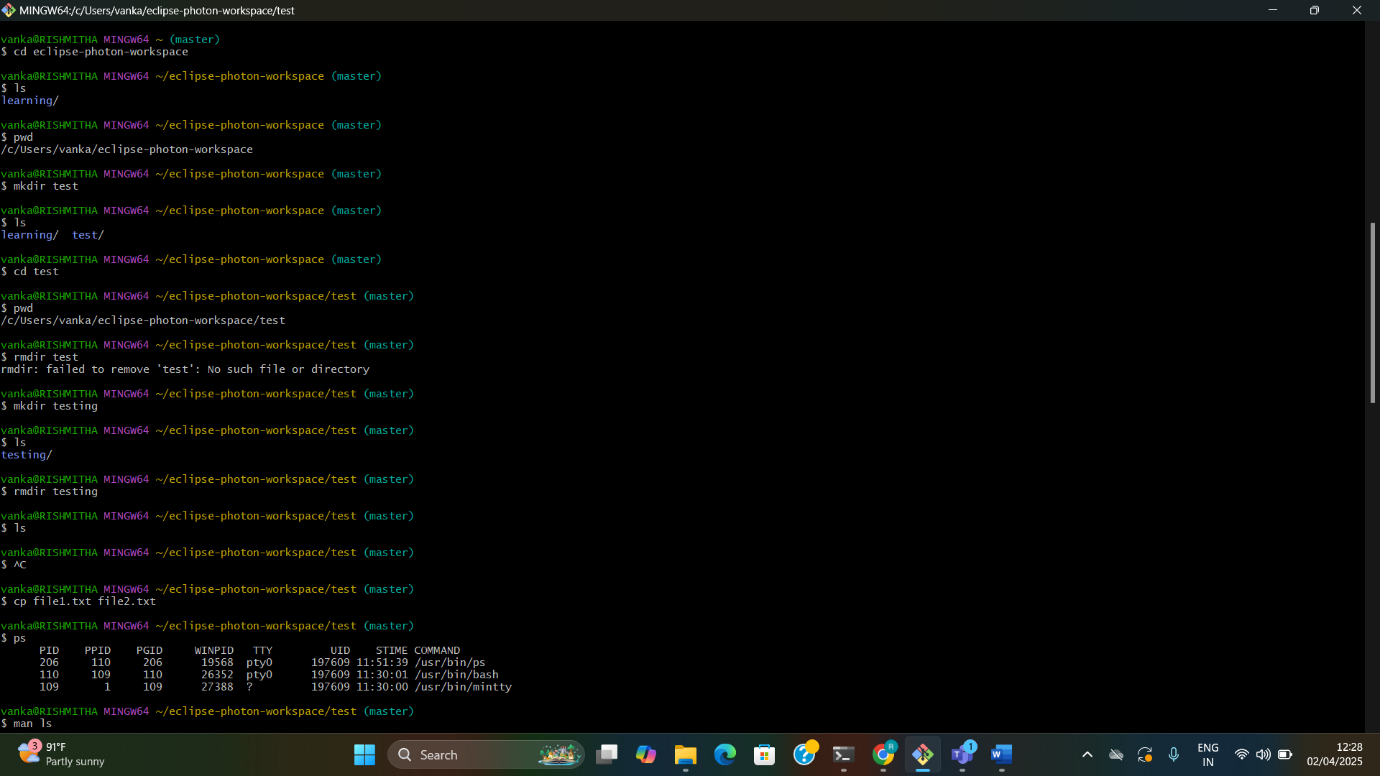 MINGW64:/c/Users/vanka/eclipse-photon-workspace/test
vanka@RISHMITHA MINGW64 ~ (master)
$ cd eclipse-photon-workspace
vanka@RISHMITHA MINGW64 ~/eclipse-photon-workspace (master)
$ ls
learning/
vanka@RISHMITHA MINGW64 ~/eclipse-photon-workspace (master)
$ pwd
/c/Users/vanka/eclipse-photon-workspace
vanka@RISHMITHA MINGW64 ~/eclipse-photon-workspace (master)
$ mkdir test
vanka@RISHMITHA MINGW64 ~/eclipse-photon-workspace (master)
$ ls
learning/  test/
vanka@RISHMITHA MINGW64 ~/eclipse-photon-workspace (master)
$ cd test
vanka@RISHMITHA MINGW64 ~/eclipse-photon-workspace/test (master)
$ pwd
/c/Users/vanka/eclipse-photon-workspace/test
vanka@RISHMITHA MINGW64 ~/eclipse-photon-workspace/test (master)
$ rmdir test
rmdir: failed to remove 'test': No such file or directory
vanka@RISHMITHA MINGW64 ~/eclipse-photon-workspace/test (master)
$ mkdir testing
vanka@RISHMITHA MINGW64 ~/eclipse-photon-workspace/test (master)
$ ls
testing/
vanka@RISHMITHA MINGW64 ~/eclipse-photon-workspace/test (master)
$ rmdir testing
vanka@RISHMITHA MINGW64 ~/eclipse-photon-workspace/test (master)
$ ls
vanka@RISHMITHA MINGW64 ~/eclipse-photon-workspace/test (master)
$ ^C
vanka@RISHMITHA MINGW64 ~/eclipse-photon-workspace/test (master)
$ cp file1.txt file2.txt
vanka@RISHMITHA MINGW64 ~/eclipse-photon-workspace/test (master)
$ ps
PID    PPID    PGID     WINPID   TTY         UID    STIME COMMAND
206     110     206      19568  pty0      197609 11:51:39 /usr/bin/ps
110     109     110      26352  pty0      197609 11:30:01 /usr/bin/bash
109       1     109      27388  ?         197609 11:30:00 /usr/bin/mintty
vanka@RISHMITHA MINGW64 ~/eclipse-photon-workspace/test (master)
$ man ls
3
91°F
Partly sunny
Search
R
1
ENG
IN
12:28
02/04/2025